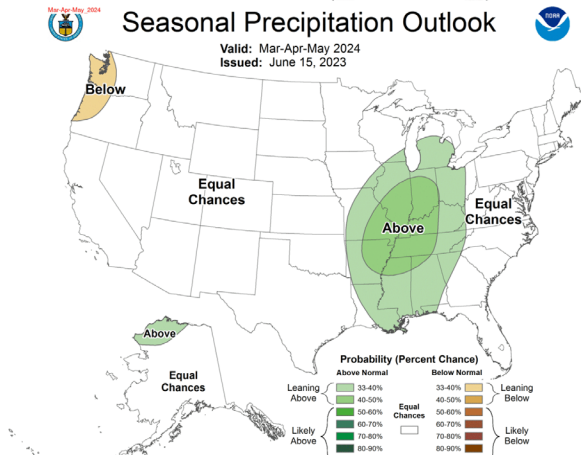 Mar-Apr-May_2024
Seasonal Precipitation Outlook
NOAA
Valid: Mar-Apr-May 2024
Issued: June 15, 2023
Below
Equal
Chances
Above
Equal
Chances
Above
Equal
Chances
Probability (Percent Chance)
Above Normal
Below Normal
Leaning
Above
33-40%
40-50%
Likely
Above
50-60%
60-70%
70-80%
80-90%
Equal
Chances
33-40%
40-50%
Leaning
Below
50-60%
60-70%
70-80%
80-90%
Likely
Below